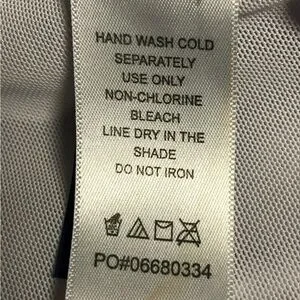 HAND WASH COLD
SEPARATELY
USE ONLY
NON-CHLORINE
BLEACH
LINE DRY IN THE
SHADE
DO NOT IRON
PO#06680334